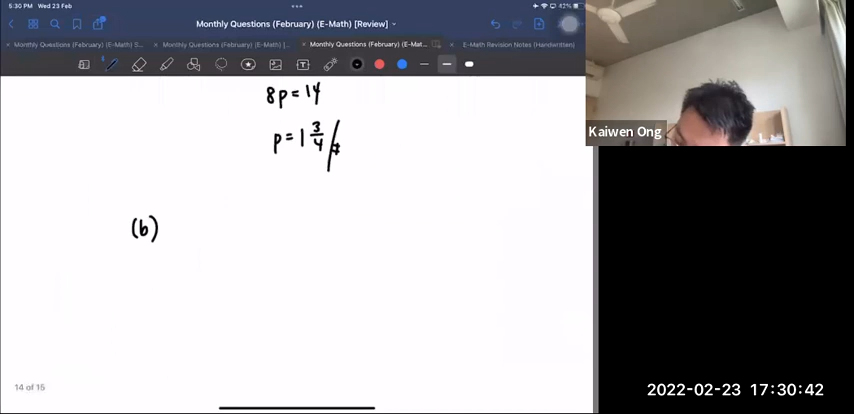 5:30 PM Wed 23 Feb
42%
Monthly Questions (February) (E-Math) [Review]
Monthly Questions (February) (E-Math) S...
Monthly Questions (February) (E-Math) [...
Monthly Questions (February) (E-Mat...
E-Math Revision Notes (Handwritten)
8p = 14
p = 1 3/4
(b)
14 of 15
Kaiwen Ong
2022-02-23 17:30:42